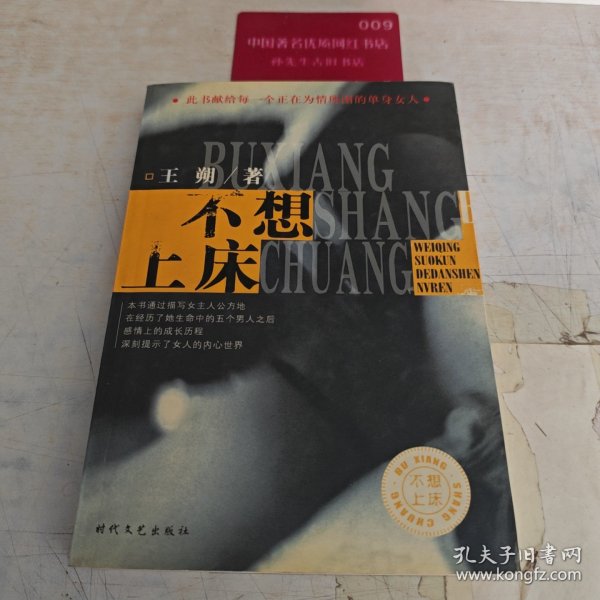 009
中国著名优质网红书店
孙先生古旧书店
•此书献给每一个正在为情所困的单身女人•
王 朔/著
BUXIANG
SHANG
CHUANG
不想
上床
WEIQING
SUOKUN
DEDANSHEN
NVREN
本书通过描写女主人公方地
在经历了她生命中的五个男人之后
感情上的成长历程
深刻提示了女人的内心世界
BU XIANG · SHANG CHUANG
不想
上床
时代文艺出版社
孔夫子旧书网
www.kongfz.com